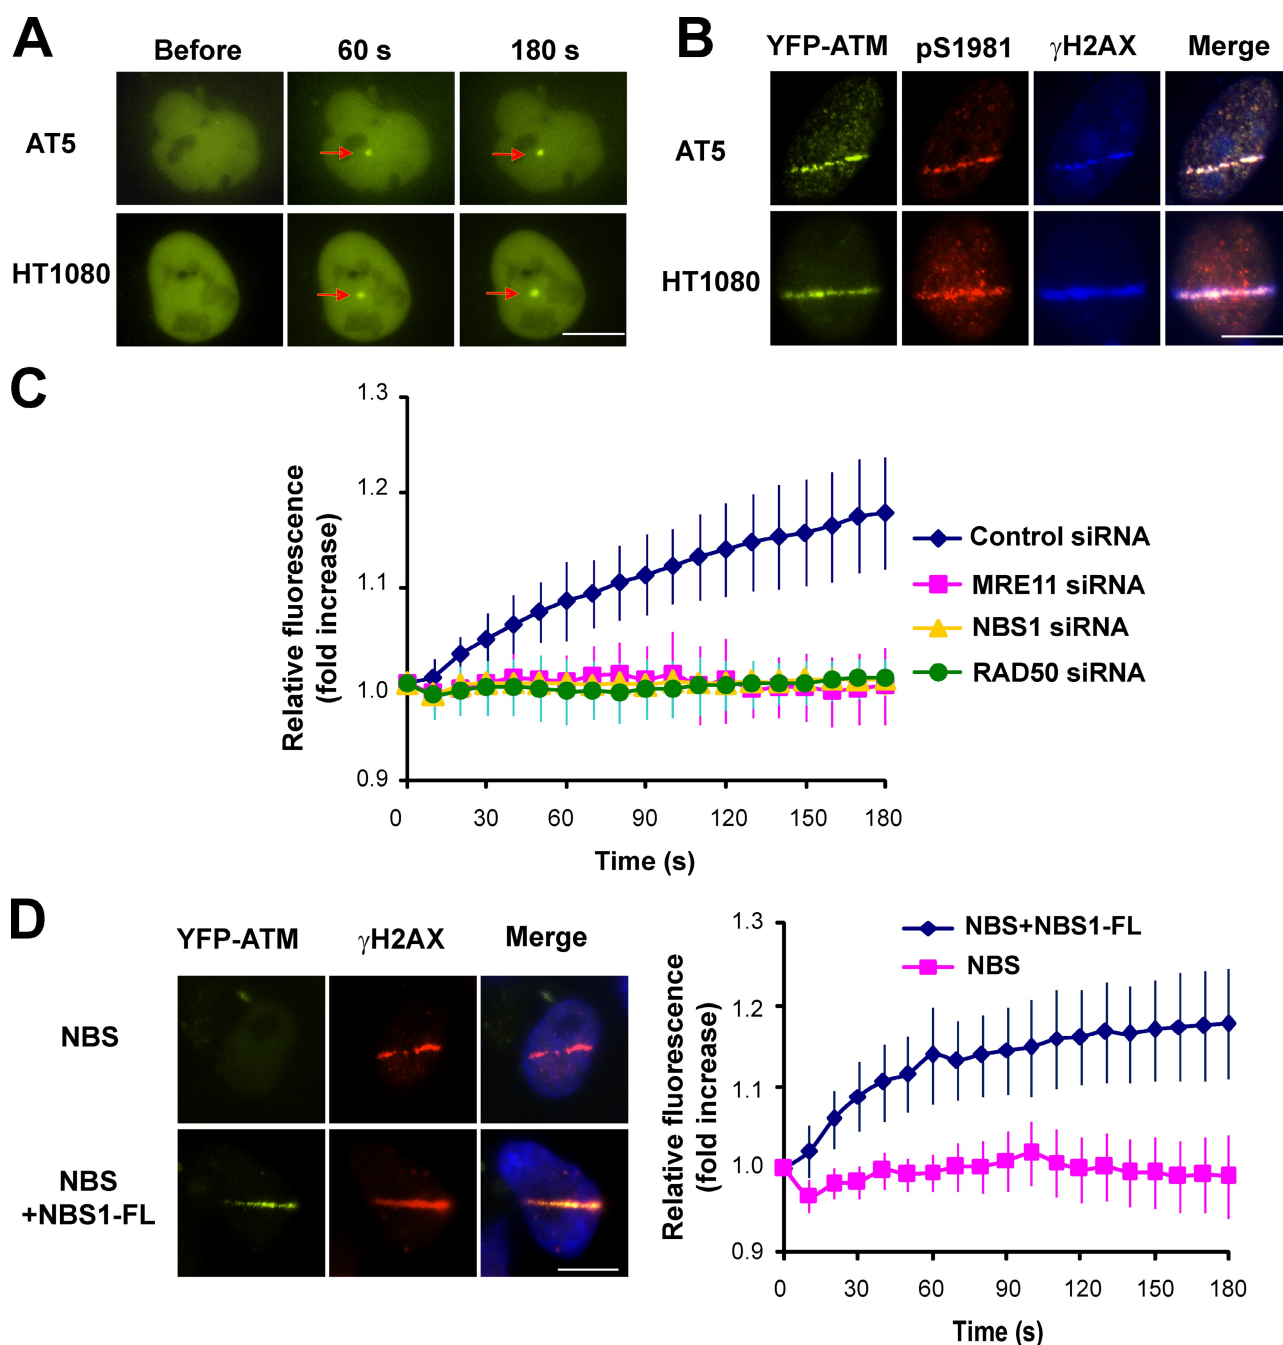 A
Before 60 s 180 s
AT5
HT1080
B
YFP-ATM pS1981 γH2AX Merge
AT5
HT1080
C
1.3
1.2
1.1
1.0
0.9
Relative fluorescence
(fold increase)
0 30 60 90 120 150 180
Time (s)
Control siRNA
MRE11 siRNA
NBS1 siRNA
RAD50 siRNA
D
YFP-ATM γH2AX Merge
NBS
NBS
+NBS1-FL
1.3
1.2
1.1
1.0
0.9
Relative fluorescence
(fold increase)
NBS+NBS1-FL
NBS
0 30 60 90 120 150 180
Time (s)